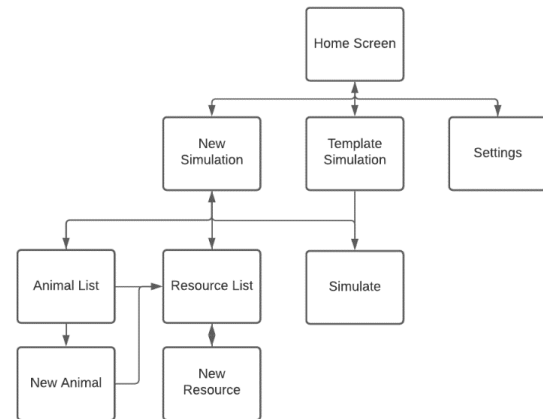 Home Screen
New
Simulation
Template
Simulation
Settings
Animal List
Resource List
Simulate
New Animal
New
Resource